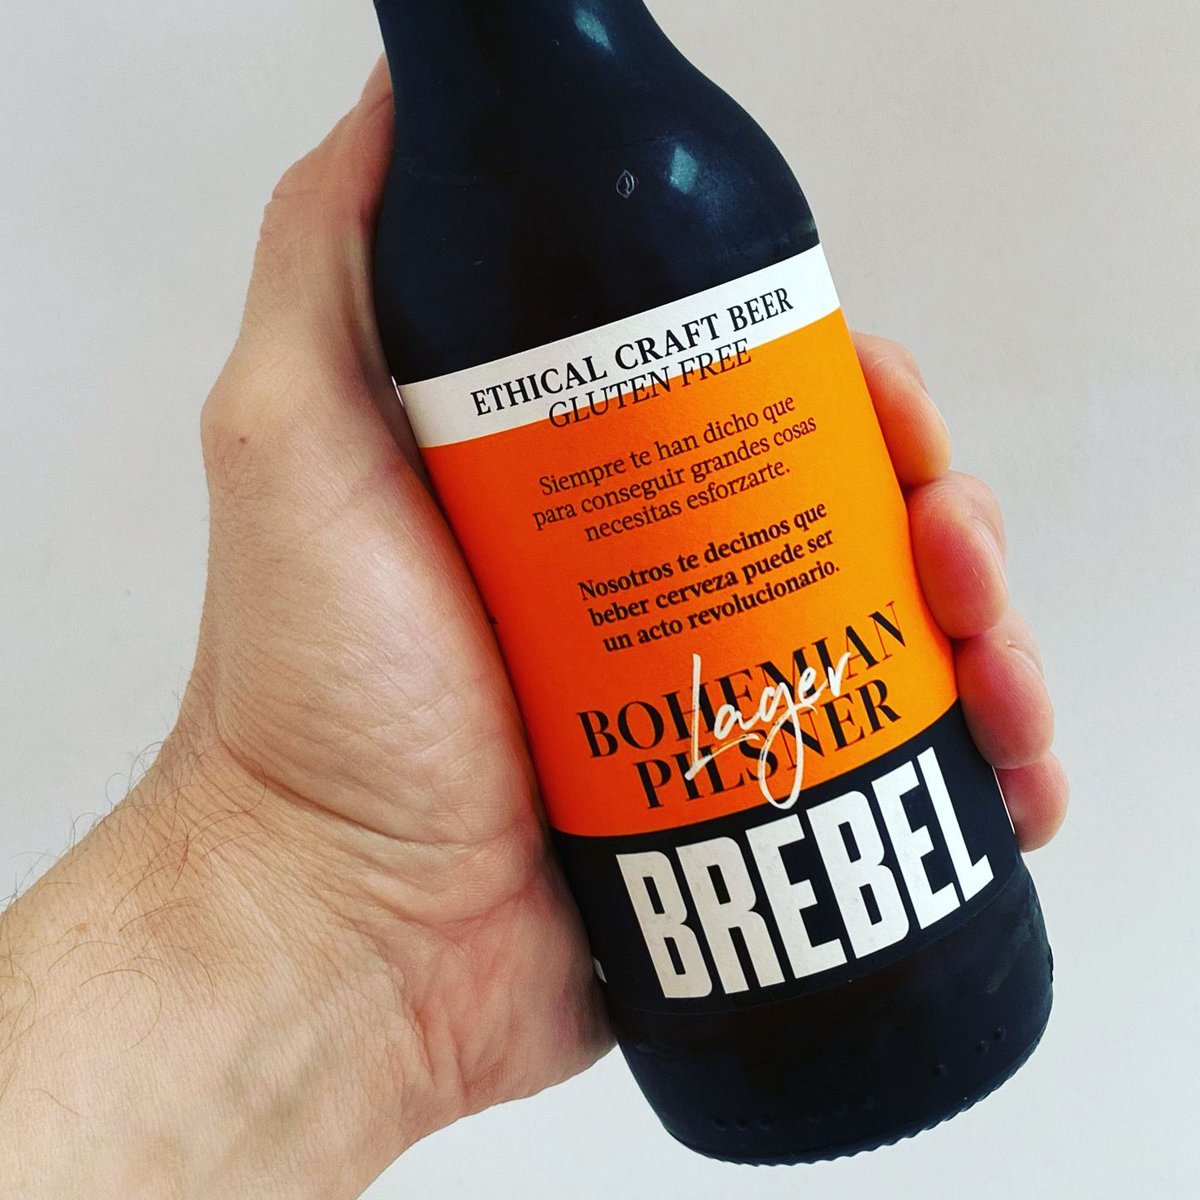 ETHICAL CRAFT BEER
GLUTEN FREE
Siempre te han dicho que
para conseguir grandes cosas
necesitas esforzarte.
Nosotros te decimos que
beber cerveza puede ser
un acto revolucionario.
BOHEMIAN
Lager
PILSNER
BREBEL